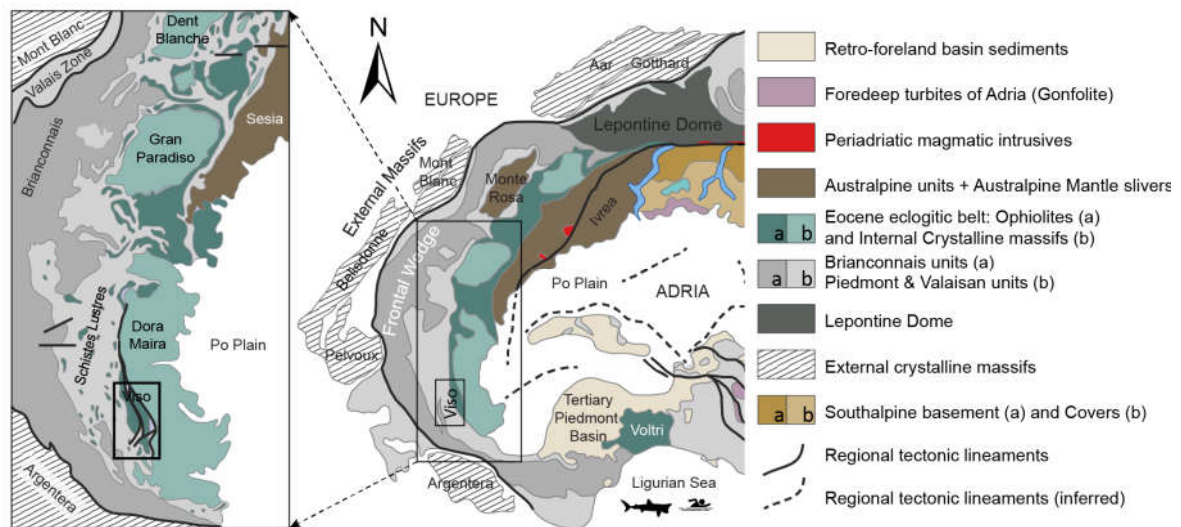 Mont Blanc
Valais Zone
Dent
Blanche
Sesia
Gran
Paradiso
Brianconnais
Schistes Lustres
Dora
Maira
Po Plain
Viso
Argentera
N
EUROPE
Aar
Gotthard
Lepontine Dome
External Massifs
Mont
Blanc
Monte
Rosa
Ivrea
Belledonne
Frontal Wedge
Po Plain
ADRIA
Pelvoux
Viso
Tertiary
Piedmont
Basin
Voltri
Argentera
Ligurian Sea
Retro-foreland basin sediments
Foredeep turbites of Adria (Gonfolite)
Periadriatic magmatic intrusives
Australpine units + Australpine Mantle slivers
a b
Eocene eclogitic belt: Ophiolites (a)
and Internal Crystalline massifs (b)
a b
Brianconnais units (a)
Piedmont & Valaisan units (b)
Lepontine Dome
External crystalline massifs
a b
Southalpine basement (a) and Covers (b)
Regional tectonic lineaments
Regional tectonic lineaments (inferred)